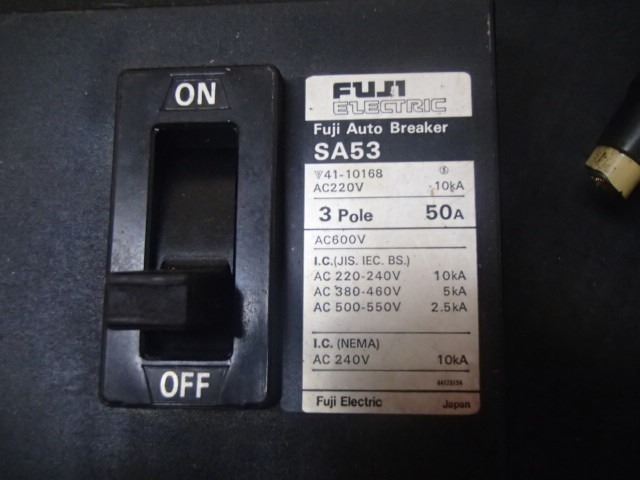 ON
OFF
FUJI
ELECTRIC
Fuji Auto Breaker
SA53
41-10168
AC220V 10kA
3 Pole 50A
AC600V
I.C.(JIS. IEC. BS.)
AC 220-240V 10kA
AC 380-460V 5kA
AC 500-550V 2.5kA
I.C. (NEMA)
AC 240V 10kA
Fuji Electric Japan